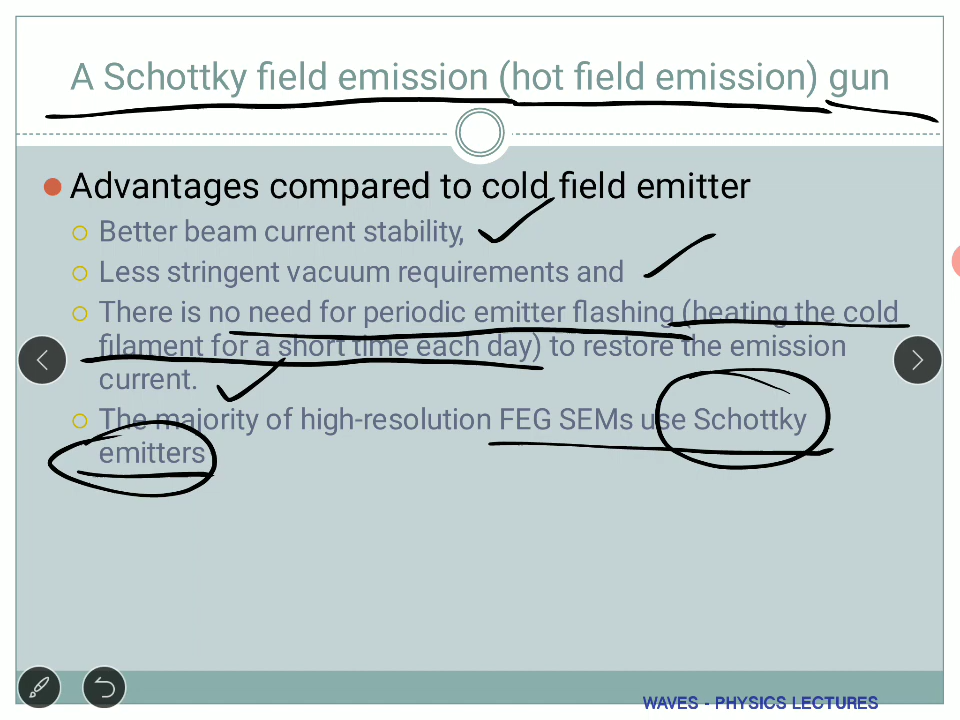 A Schottky field emission (hot field emission) gun
Advantages compared to cold field emitter
Better beam current stability,
Less stringent vacuum requirements and
There is no need for periodic emitter flashing (heating the cold
filament for a short time each day) to restore the emission
current.
The majority of high-resolution FEG SEMs use Schottky
emitters
WAVES - PHYSICS LECTURES